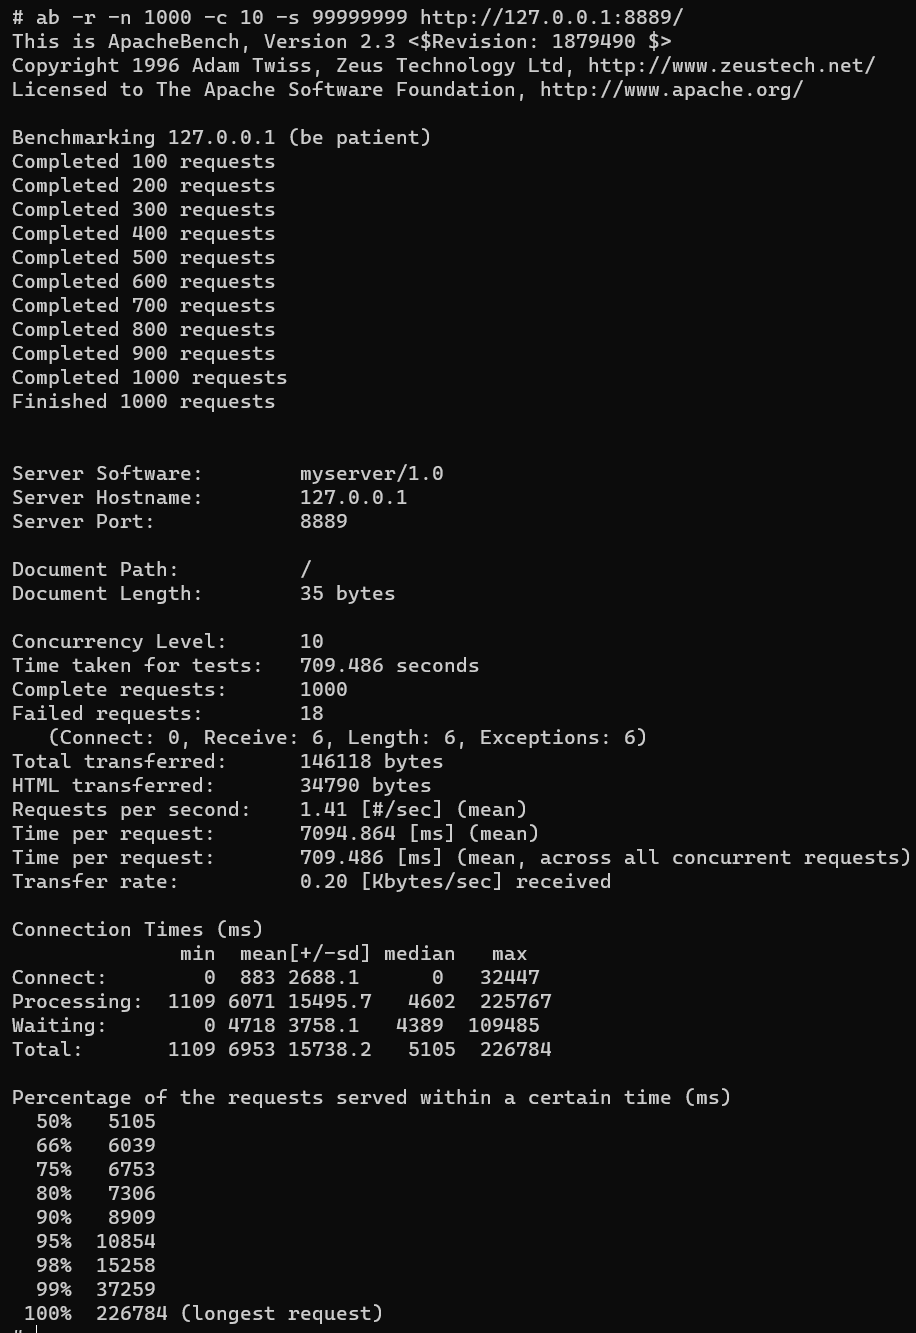 # ab -r -n 1000 -c 10 -s 99999999 http://127.0.0.1:8889/
This is ApacheBench, Version 2.3 <$Revision: 1879490 $>
Copyright 1996 Adam Twiss, Zeus Technology Ltd, http://www.zeustech.net/
Licensed to The Apache Software Foundation, http://www.apache.org/

Benchmarking 127.0.0.1 (be patient)
Completed 100 requests
Completed 200 requests
Completed 300 requests
Completed 400 requests
Completed 500 requests
Completed 600 requests
Completed 700 requests
Completed 800 requests
Completed 900 requests
Completed 1000 requests
Finished 1000 requests


Server Software:        myserver/1.0
Server Hostname:        127.0.0.1
Server Port:            8889

Document Path:          /
Document Length:        35 bytes

Concurrency Level:      10
Time taken for tests:   709.486 seconds
Complete requests:      1000
Failed requests:        18
   (Connect: 0, Receive: 6, Length: 6, Exceptions: 6)
Total transferred:      146118 bytes
HTML transferred:       34790 bytes
Requests per second:    1.41 [#/sec] (mean)
Time per request:       7094.864 [ms] (mean)
Time per request:       709.486 [ms] (mean, across all concurrent requests)
Transfer rate:          0.20 [Kbytes/sec] received

Connection Times (ms)
              min  mean[+/-sd] median   max
Connect:        0  883 2688.1      0   32447
Processing:  1109 6071 15495.7   4602  225767
Waiting:        0 4718 3758.1   4389  109485
Total:       1109 6953 15738.2   5105  226784

Percentage of the requests served within a certain time (ms)
  50%   5105
  66%   6039
  75%   6753
  80%   7306
  90%   8909
  95%  10854
  98%  15258
  99%  37259
 100%  226784 (longest request)
#